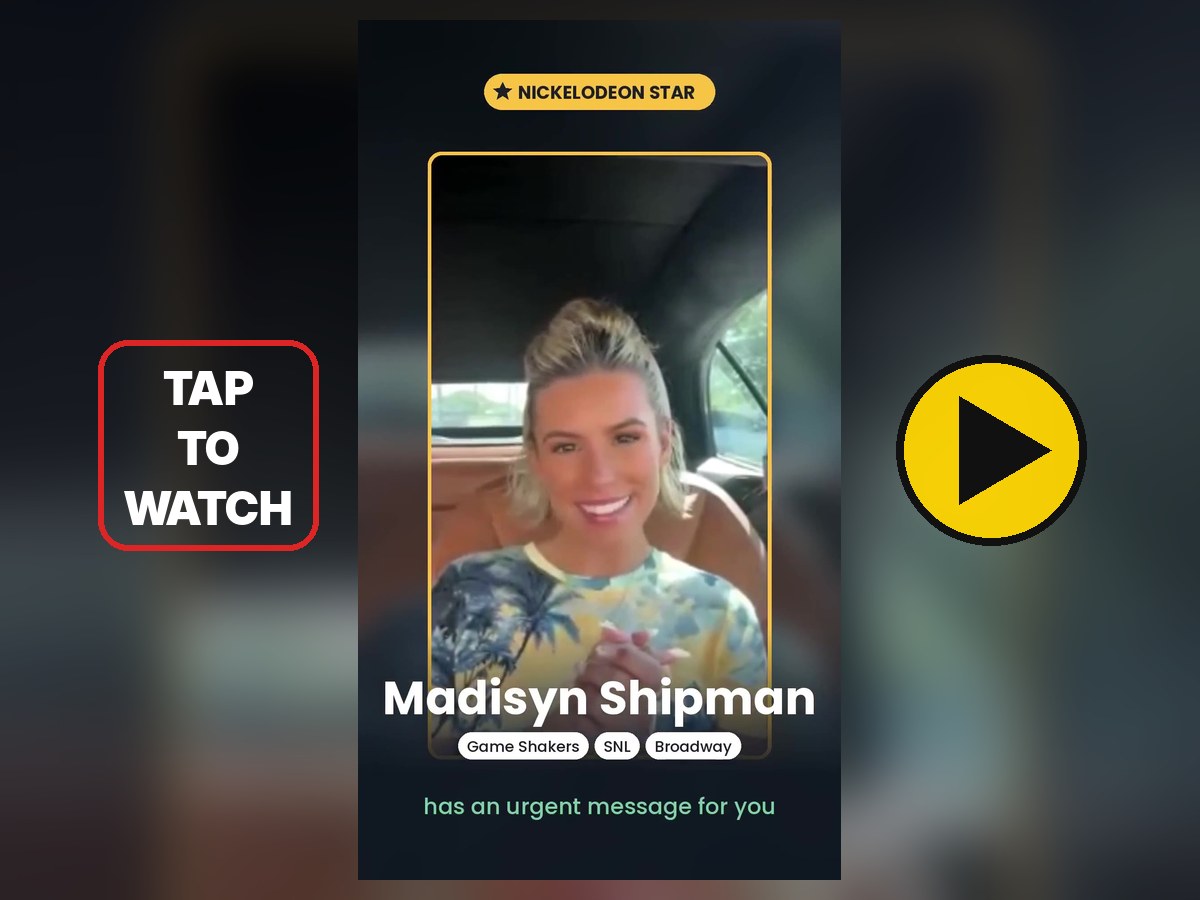 NICKELODEON STAR
TAP
TO
WATCH
Madisyn Shipman
Game Shakers SNL Broadway
has an urgent message for you